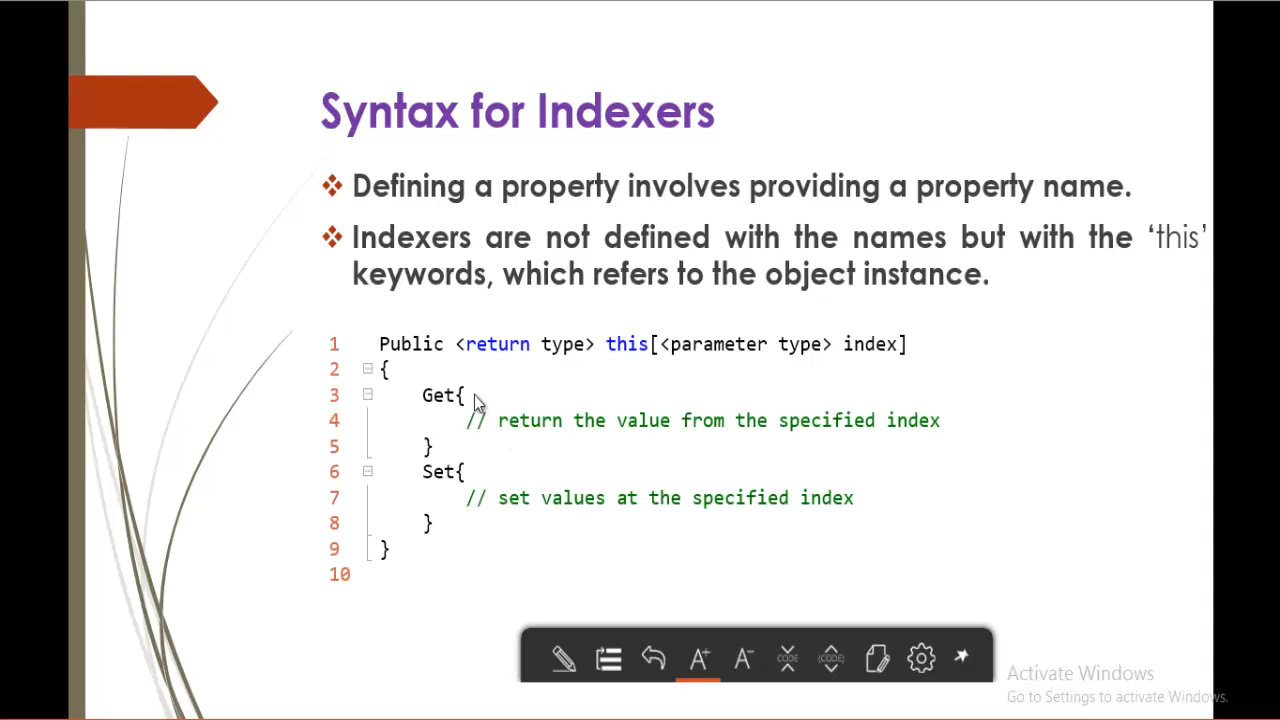 Syntax for Indexers
❖ Defining a property involves providing a property name.
❖ Indexers are not defined with the names but with the ‘this’
keywords, which refers to the object instance.
1 Public <return type> this[<parameter type> index]
2 {
3 Get{
4 // return the value from the specified index
5 }
6 Set{
7 // set values at the specified index
8 }
9 }
10
A+ A- CODE (CODE)
Activate Windows
Go to Settings to activate Windows.